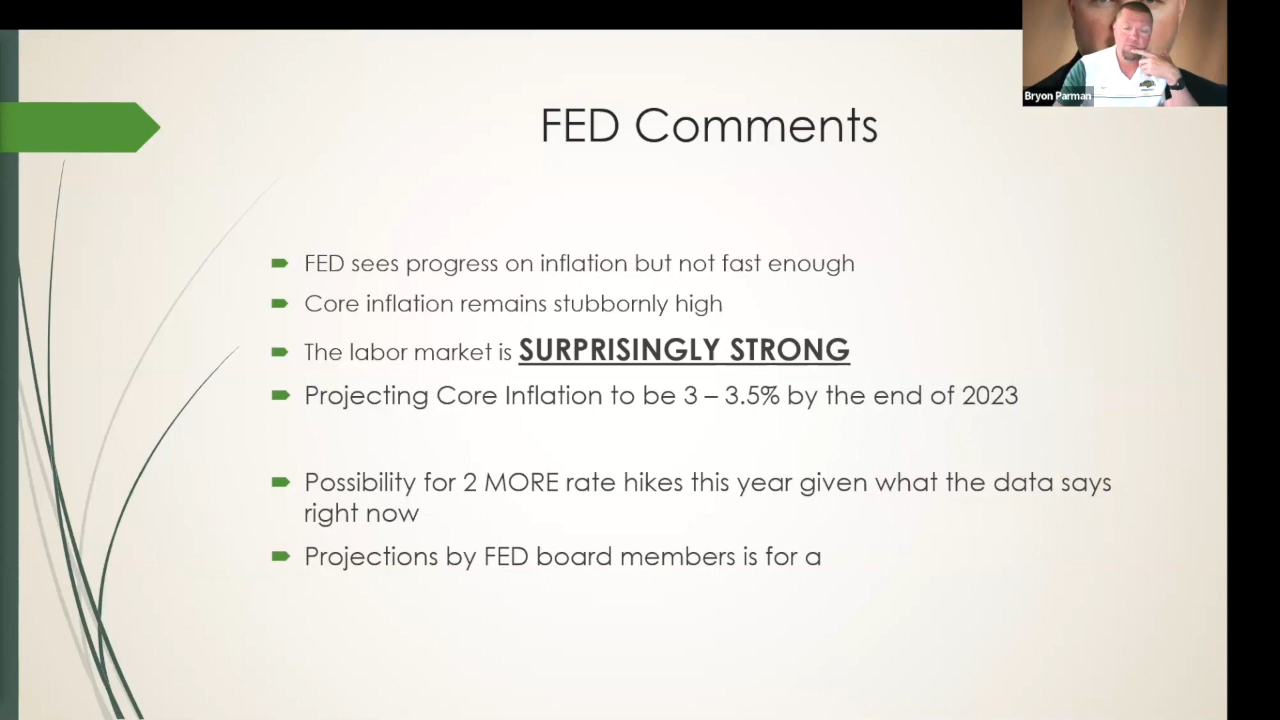 Bryon Parman
FED Comments
FED sees progress on inflation but not fast enough
Core inflation remains stubbornly high
The labor market is SURPRISINGLY STRONG
Projecting Core Inflation to be 3 – 3.5% by the end of 2023
Possibility for 2 MORE rate hikes this year given what the data says
right now
Projections by FED board members is for a